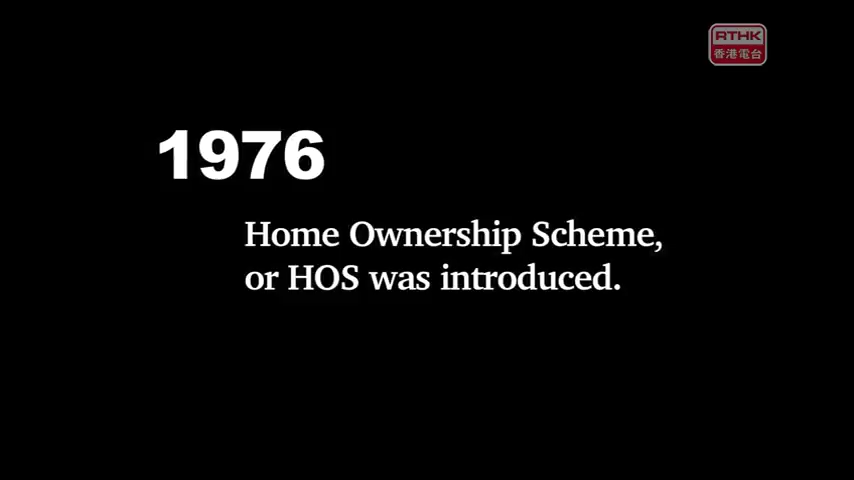 RTHK
香港電台
1976
Home Ownership Scheme,
or HOS was introduced.